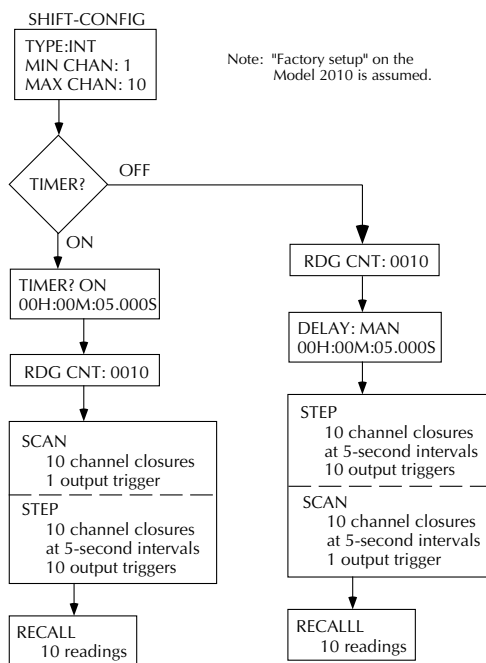 SHIFT-CONFIG
TYPE:INT
MIN CHAN: 1
MAX CHAN: 10
Note: "Factory setup" on the
Model 2010 is assumed.
TIMER?
OFF
ON
TIMER? ON
00H:00M:05.000S
RDG CNT: 0010
SCAN
10 channel closures
1 output trigger
STEP
10 channel closures
at 5-second intervals
10 output triggers
RECALL
10 readings
RDG CNT: 0010
DELAY: MAN
00H:00M:05.000S
STEP
10 channel closures
at 5-second intervals
10 output triggers
SCAN
10 channel closures
at 5-second intervals
1 output trigger
RECALLL
10 readings